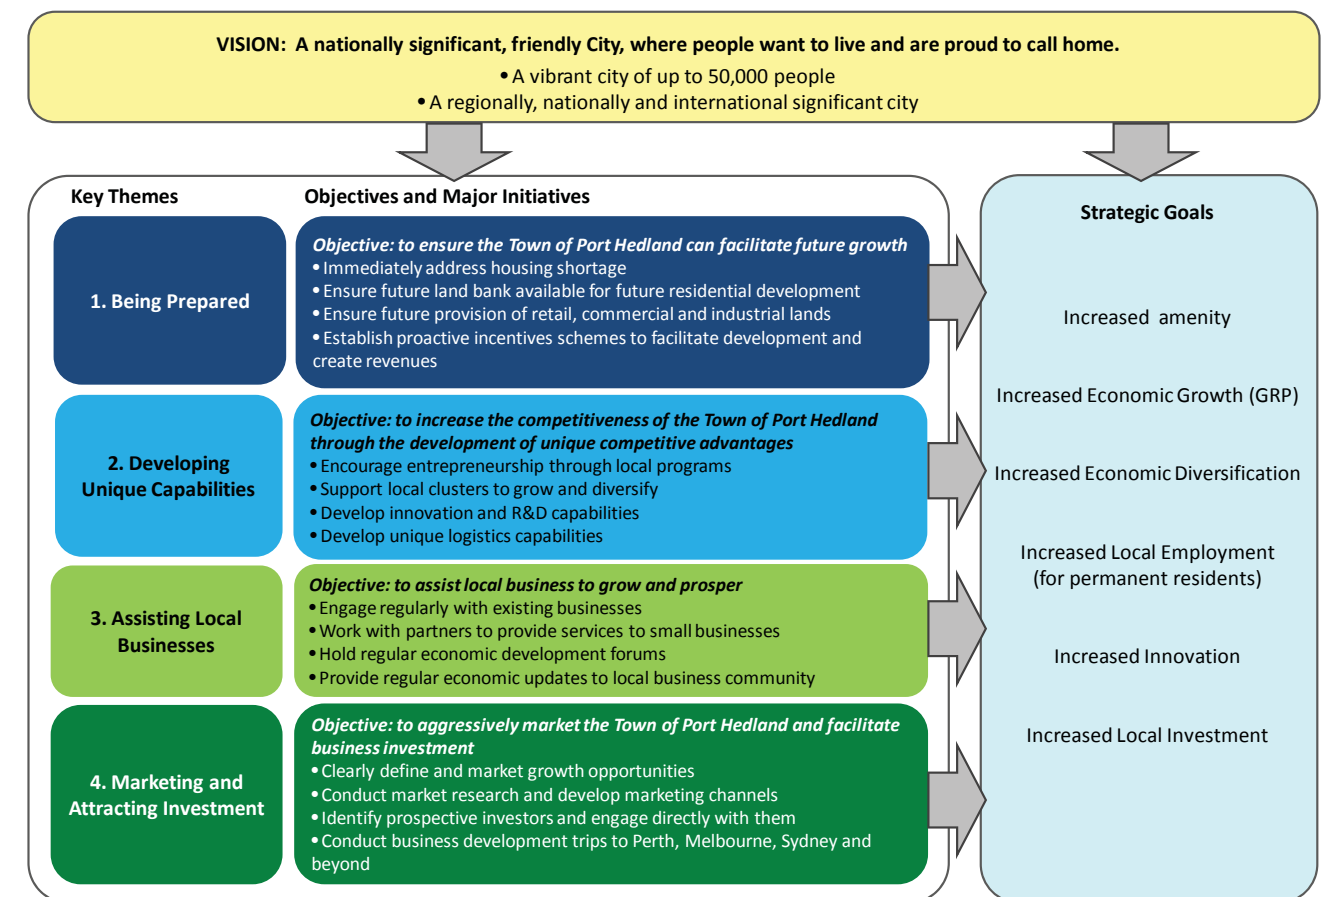 VISION:  A nationally significant, friendly City, where people want to live and are proud to call home.
• A vibrant city of up to 50,000 people
• A regionally, nationally and international significant city
Key Themes
Objectives and Major Initiatives
1. Being Prepared
Objective: to ensure the Town of Port Hedland can facilitate future growth
• Immediately address housing shortage
• Ensure future land bank available for future residential development
• Ensure future provision of retail, commercial and industrial lands
• Establish proactive incentives schemes to facilitate development and
create revenues
2. Developing
Unique Capabilities
Objective: to increase the competitiveness of the Town of Port Hedland
through the development of unique competitive advantages
• Encourage entrepreneurship through local programs
• Support local clusters to grow and diversify
• Develop innovation and R&D capabilities
• Develop unique logistics capabilities
3. Assisting Local
Businesses
Objective: to assist local business to grow and prosper
• Engage regularly with existing businesses
• Work with partners to provide services to small businesses
• Hold regular economic development forums
• Provide regular economic updates to local business community
4. Marketing and
Attracting Investment
Objective: to aggressively market the Town of Port Hedland and facilitate
business investment
• Clearly define and market growth opportunities
• Conduct market research and develop marketing channels
• Identify prospective investors and engage directly with them
• Conduct business development trips to Perth, Melbourne, Sydney and
beyond
Strategic Goals
Increased  amenity
Increased Economic Growth (GRP)
Increased Economic Diversification
Increased Local Employment
(for permanent residents)
Increased Innovation
Increased Local Investment